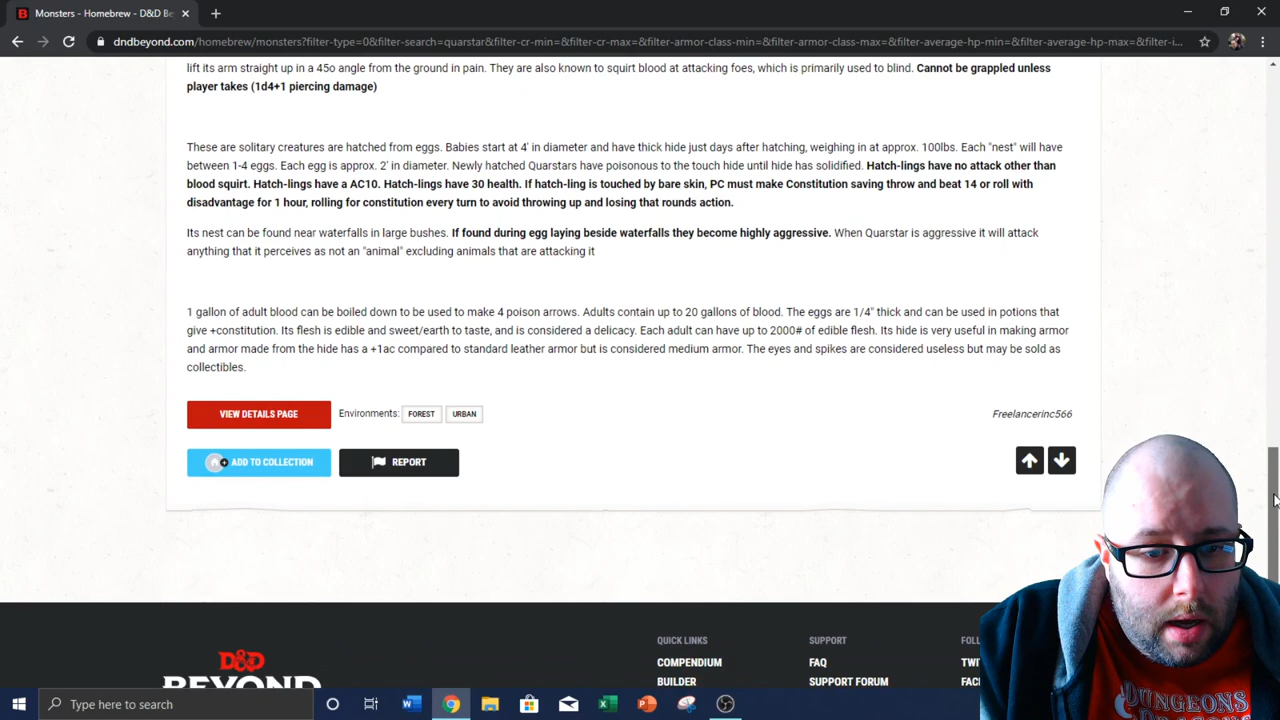 Monsters - Homebrew - D&D Be
dndbeyond.com/homebrew/monsters?filter-type=0&filter-search=quarstar&filter-cr-min=&filter-cr-max=&filter-armor-class-min=&filter-armor-class-max=&filter-average-hp-min=&filter-average-hp-max=&filter-i...
lift its arm straight up in a 45o angle from the ground in pain. They are also known to squirt blood at attacking foes, which is primarily used to blind. Cannot be grappled unless
player takes (1d4+1 piercing damage)
These are solitary creatures are hatched from eggs. Babies start at 4' in diameter and have thick hide just days after hatching, weighing in at approx. 100lbs. Each "nest" will have
between 1-4 eggs. Each egg is approx. 2' in diameter. Newly hatched Quarstars have poisonous to the touch hide until hide has solidified. Hatch-lings have no attack other than
blood squirt. Hatch-lings have a AC10. Hatch-lings have 30 health. If hatch-ling is touched by bare skin, PC must make Constitution saving throw and beat 14 or roll with
disadvantage for 1 hour, rolling for constitution every turn to avoid throwing up and losing that rounds action.
Its nest can be found near waterfalls in large bushes. If found during egg laying beside waterfalls they become highly aggressive. When Quarstar is aggressive it will attack
anything that it perceives as not an "animal" excluding animals that are attacking it
1 gallon of adult blood can be boiled down to be used to make 4 poison arrows. Adults contain up to 20 gallons of blood. The eggs are 1/4" thick and can be used in potions that
give +constitution. Its flesh is edible and sweet/earth to taste, and is considered a delicacy. Each adult can have up to 2000# of edible flesh. Its hide is very useful in making armor
and armor made from the hide has a +1ac compared to standard leather armor but is considered medium armor. The eyes and spikes are considered useless but may be sold as
collectibles.
VIEW DETAILS PAGE Environments: FOREST URBAN Freelancerinc566
ADD TO COLLECTION REPORT
QUICK LINKS SUPPORT FOL
D&D
BEYOND
COMPENDIUM FAQ TWI
BUILDER SUPPORT FORUM FACE
DUNGEONS
DRAGONS
Type here to search